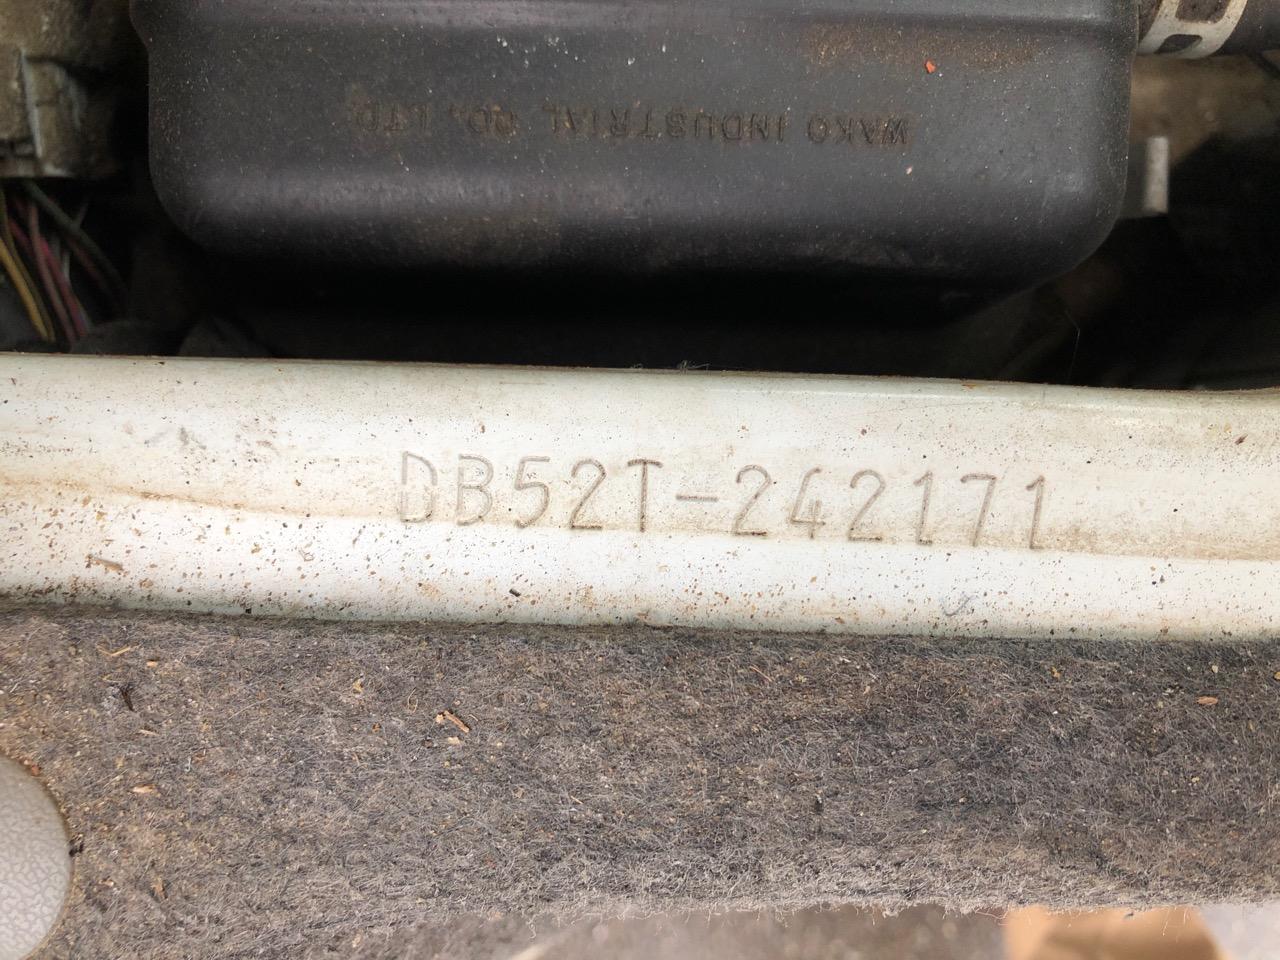 WAKO INDUSTRIAL CO., LTD.
DB52T-242171